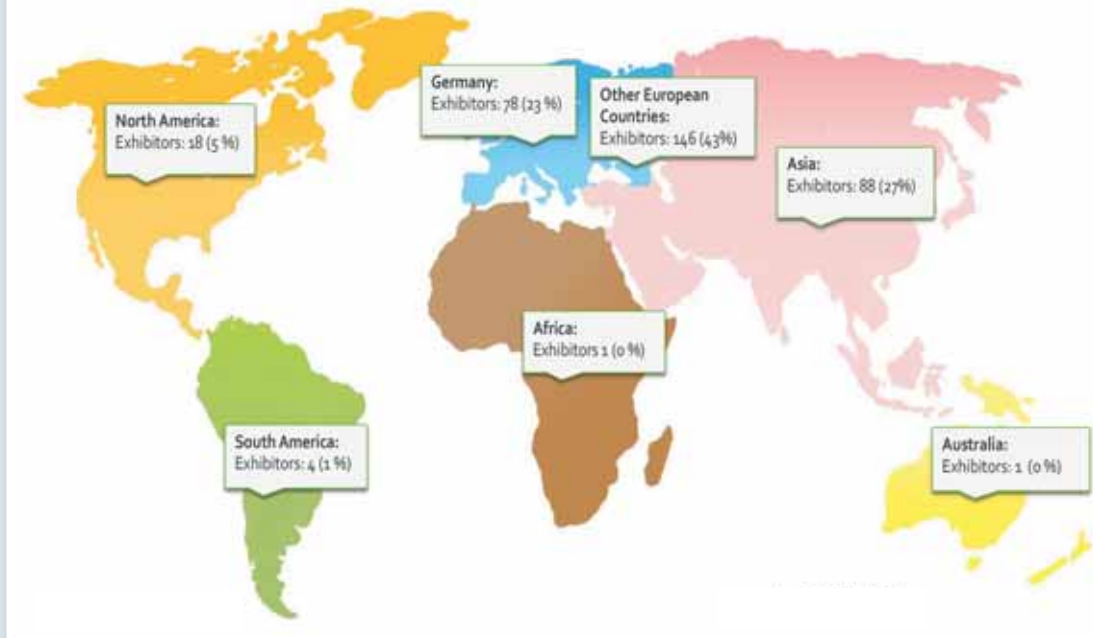 North America:
Exhibitors: 18 (5 %)
Germany:
Exhibitors: 78 (23 %)
Other European
Countries:
Exhibitors: 146 (43%)
Asia:
Exhibitors: 88 (27%)
Africa:
Exhibitors 1 (0 %)
South America:
Exhibitors: 4 (1 %)
Australia:
Exhibitors: 1 (0 %)